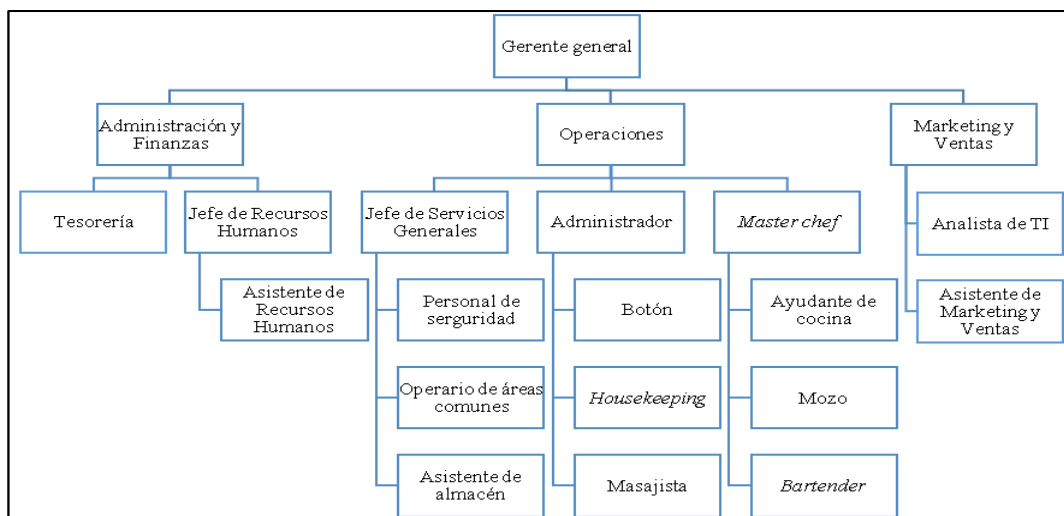 Gerente general
Administración y
Finanzas
Operaciones
Marketing y
Ventas
Tesorería
Jefe de Recursos
Humanos
Jefe de Servicios
Generales
Administrador
Master chef
Analista de TI
Asistente de
Recursos
Humanos
Personal de
serguridad
Botón
Ayudante de
cocina
Asistente de
Marketing y
Ventas
Operario de áreas
comunes
Housekeeping
Mozo
Asistente de
almacén
Masajista
Bartender